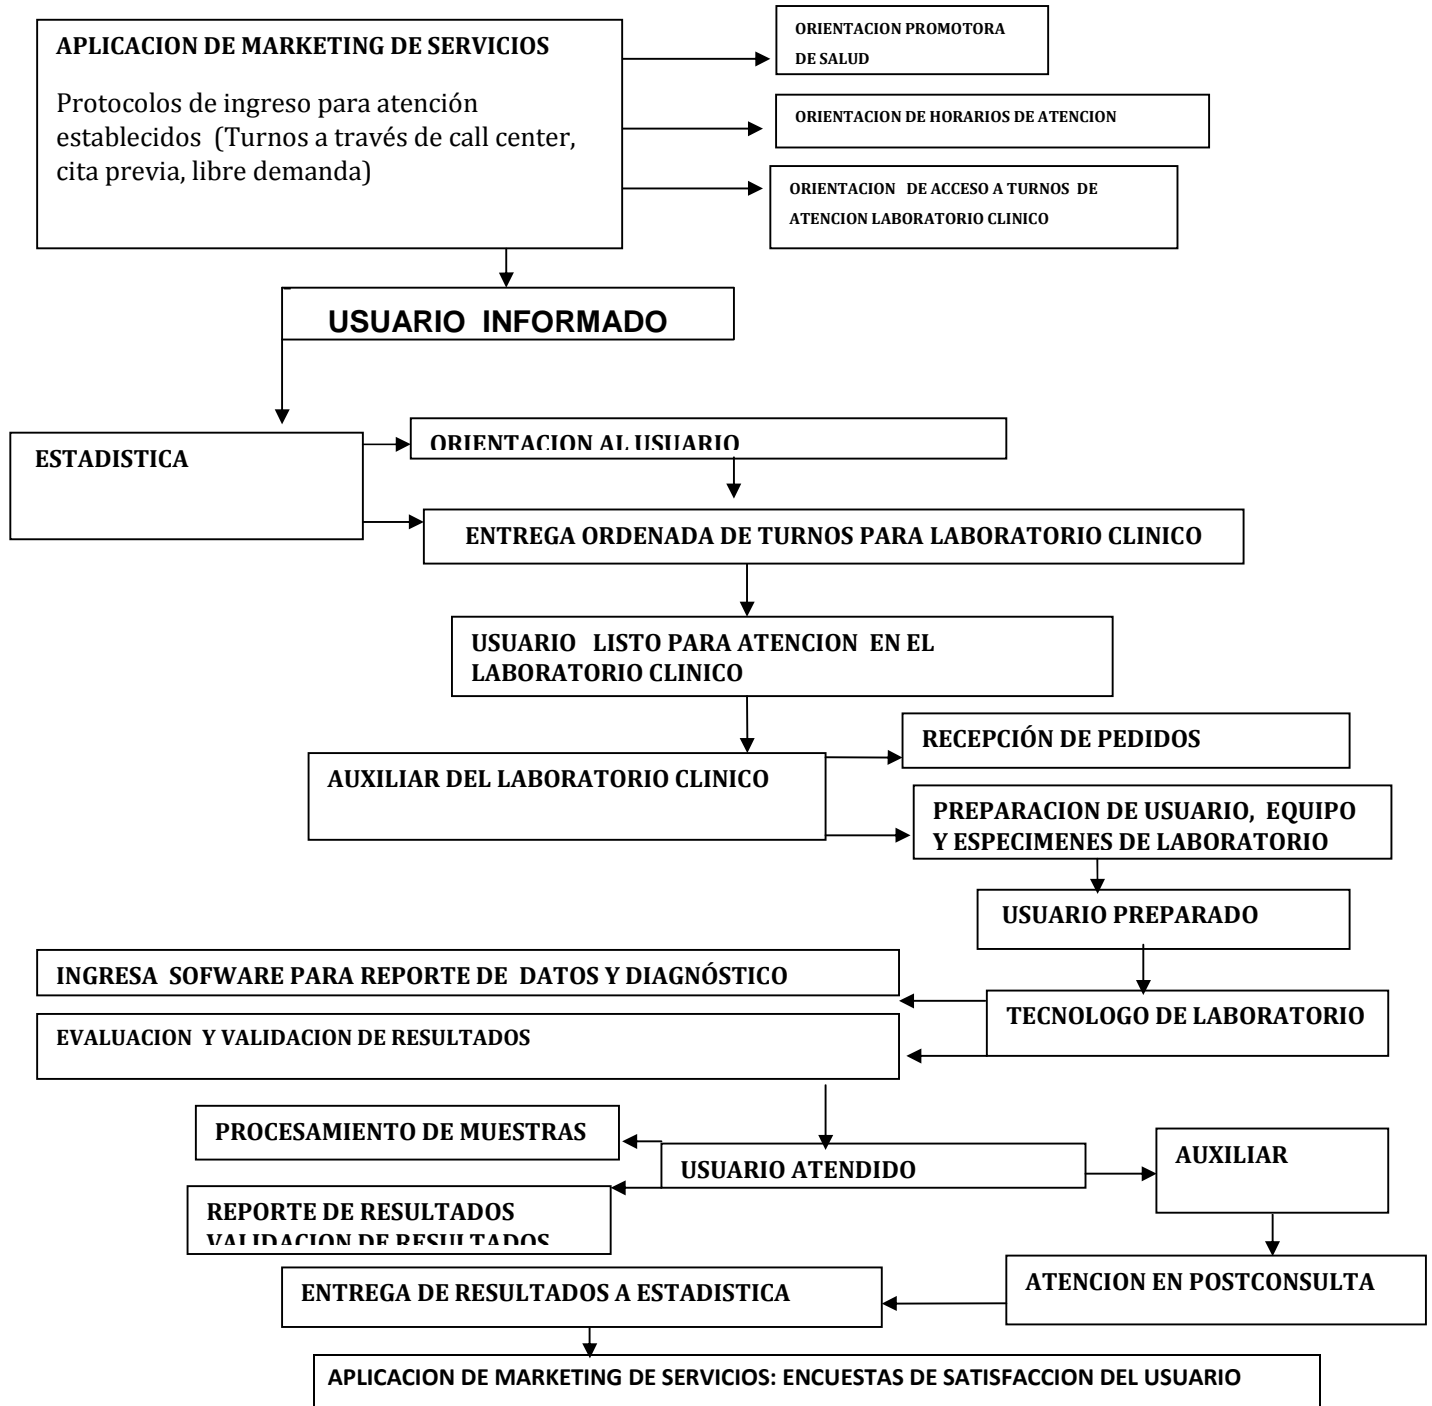 APLICACION DE MARKETING DE SERVICIOS
Protocolos de ingreso para atención
establecidos (Turnos a través de call center,
cita previa, libre demanda)
ORIENTACION PROMOTORA
DE SALUD
ORIENTACION DE HORARIOS DE ATENCION
ORIENTACION DE ACCESO A TURNOS DE
ATENCION LABORATORIO CLINICO
USUARIO INFORMADO
ESTADISTICA
ORIENTACION AL USUARIO
ENTREGA ORDENADA DE TURNOS PARA LABORATORIO CLINICO
USUARIO LISTO PARA ATENCION EN EL
LABORATORIO CLINICO
AUXILIAR DEL LABORATORIO CLINICO
RECEPCIÓN DE PEDIDOS
PREPARACION DE USUARIO, EQUIPO
Y ESPECIMENES DE LABORATORIO
USUARIO PREPARADO
INGRESA SOFWARE PARA REPORTE DE DATOS Y DIAGNÓSTICO
TECNOLOGO DE LABORATORIO
EVALUACION Y VALIDACION DE RESULTADOS
PROCESAMIENTO DE MUESTRAS
USUARIO ATENDIDO
AUXILIAR
REPORTE DE RESULTADOS
VALIDACION DE RESULTADOS
ATENCION EN POSTCONSULTA
ENTREGA DE RESULTADOS A ESTADISTICA
APLICACION DE MARKETING DE SERVICIOS: ENCUESTAS DE SATISFACCION DEL USUARIO